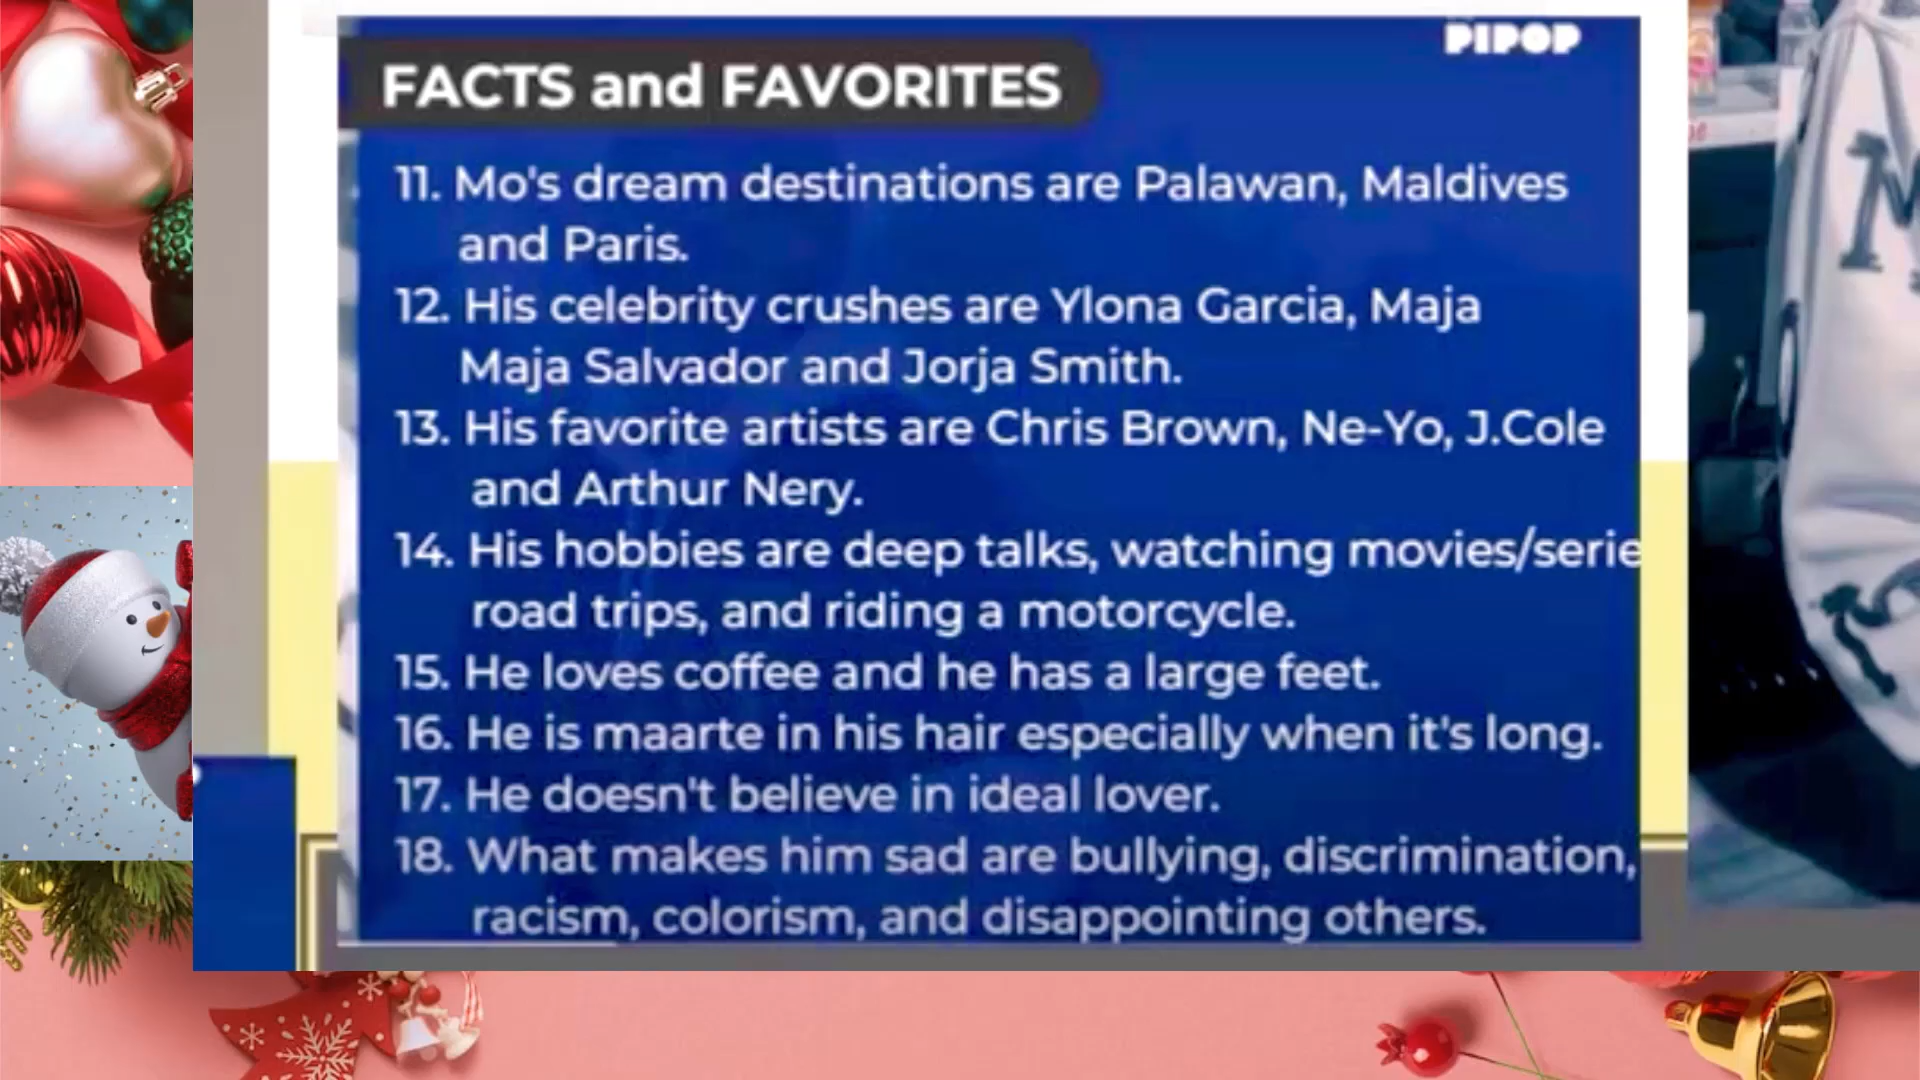 PIPOP
FACTS and FAVORITES
11. Mo's dream destinations are Palawan, Maldives
and Paris.
12. His celebrity crushes are Ylona Garcia, Maja
Maja Salvador and Jorja Smith.
13. His favorite artists are Chris Brown, Ne-Yo, J.Cole
and Arthur Nery.
14. His hobbies are deep talks, watching movies/serie
road trips, and riding a motorcycle.
15. He loves coffee and he has a large feet.
16. He is maarte in his hair especially when it's long.
17. He doesn't believe in ideal lover.
18. What makes him sad are bullying, discrimination,
racism, colorism, and disappointing others.